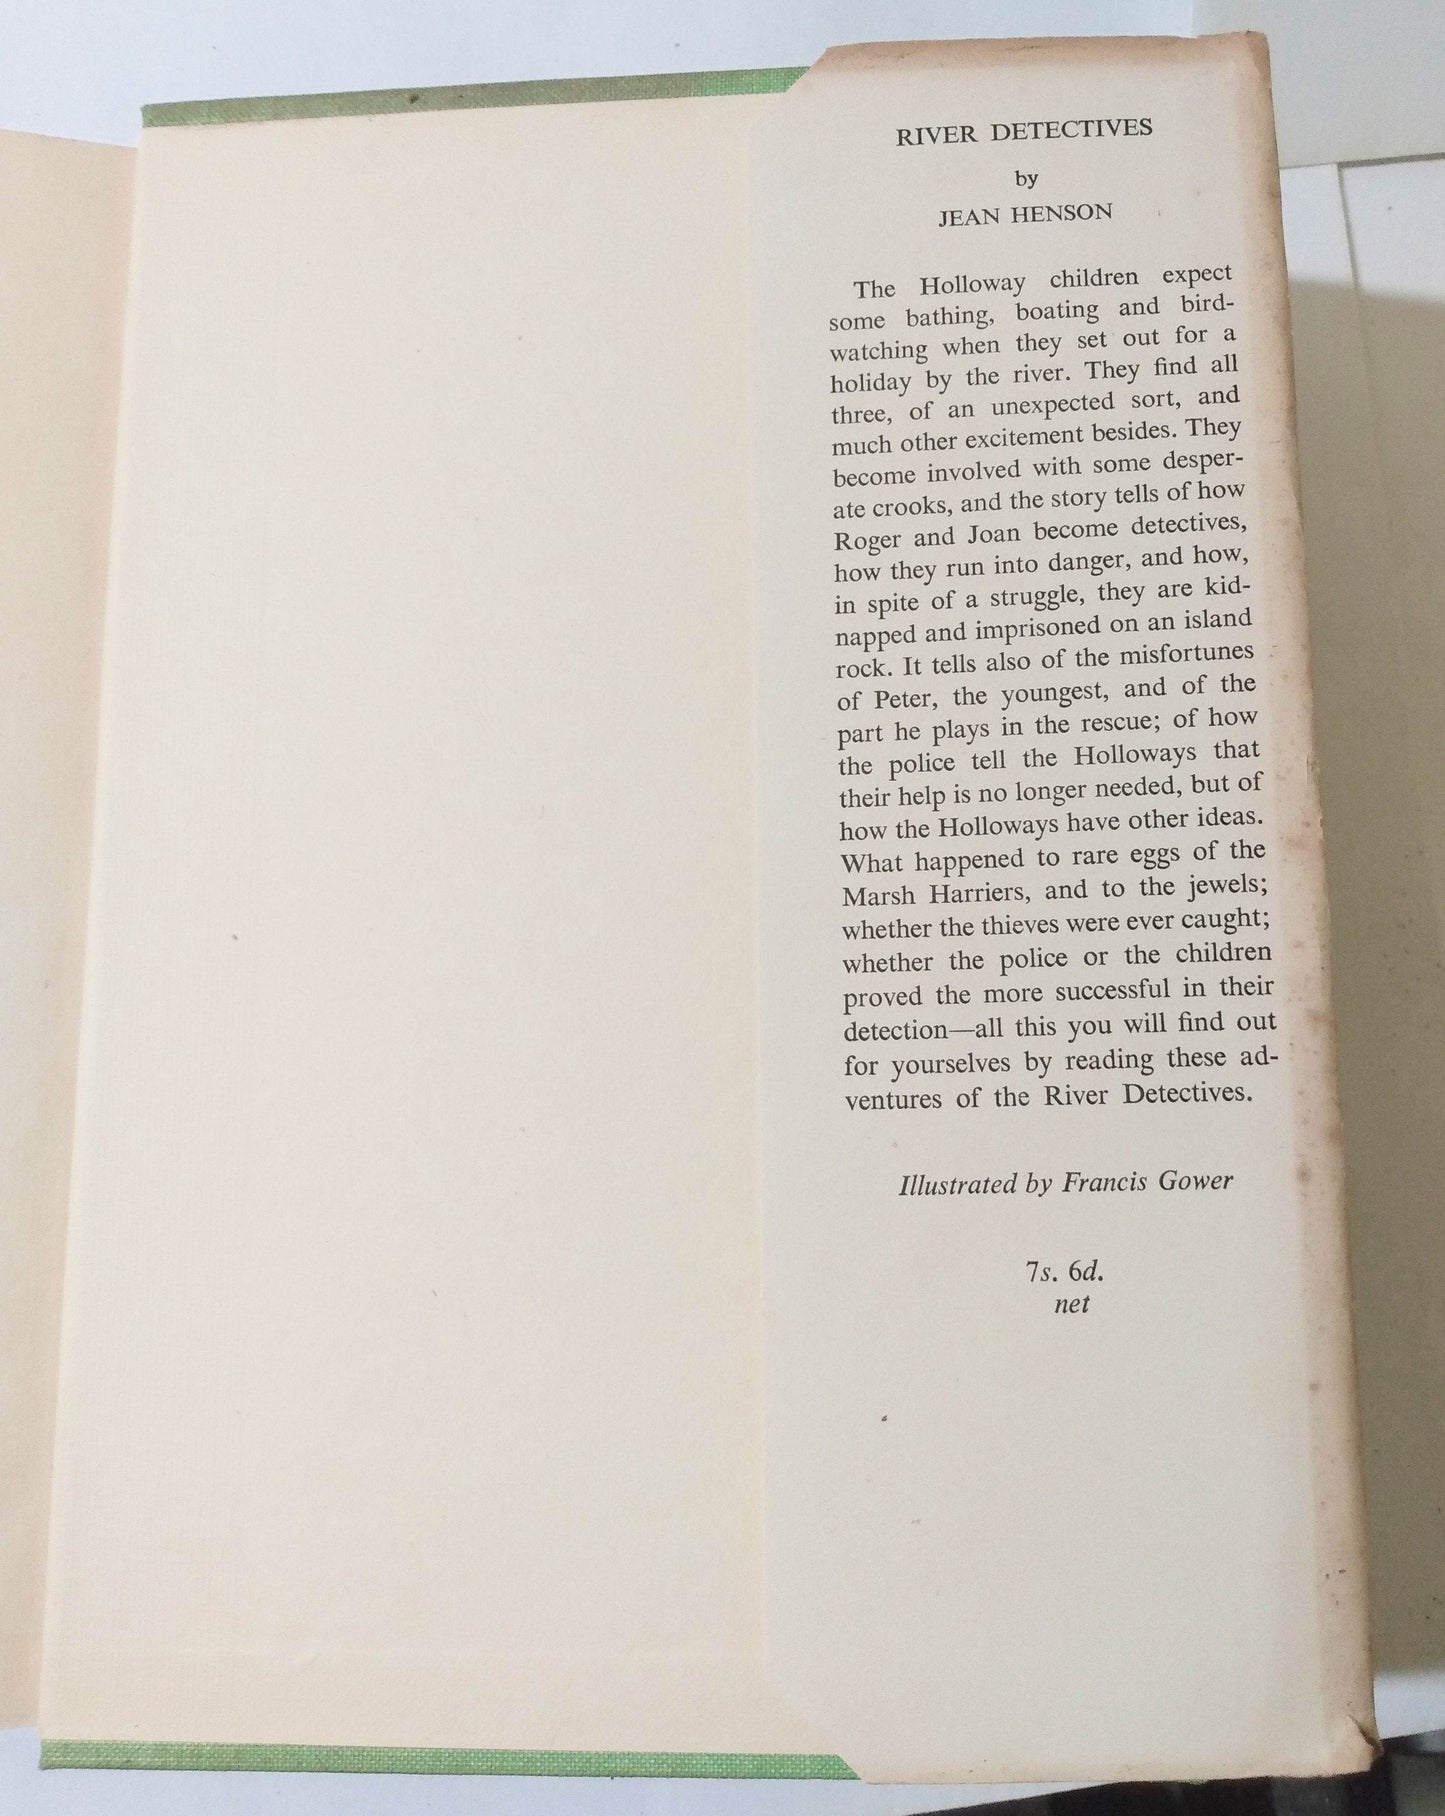 RIVER DETECTIVES
by
JEAN HENSON
The Holloway children expect
some bathing, boating and bird-
watching when they set out for a
holiday by the river. They find all
three, of an unexpected sort, and
much other excitement besides. They
become involved with some desper-
ate crooks, and the story tells of how
Roger and Joan become detectives,
how they run into danger, and how,
in spite of a struggle, they are kid-
napped and imprisoned on an island
rock. It tells also of the misfortunes
of Peter, the youngest, and of the
part he plays in the rescue; of how
the police tell the Holloways that
their help is no longer needed, but of
how the Holloways have other ideas.
What happened to rare eggs of the
Marsh Harriers, and to the jewels;
whether the thieves were ever caught;
whether the police or the children
proved the more successful in their
detection—all this you will find out
for yourselves by reading these ad-
ventures of the River Detectives.
Illustrated by Francis Gower
7s. 6d.
net